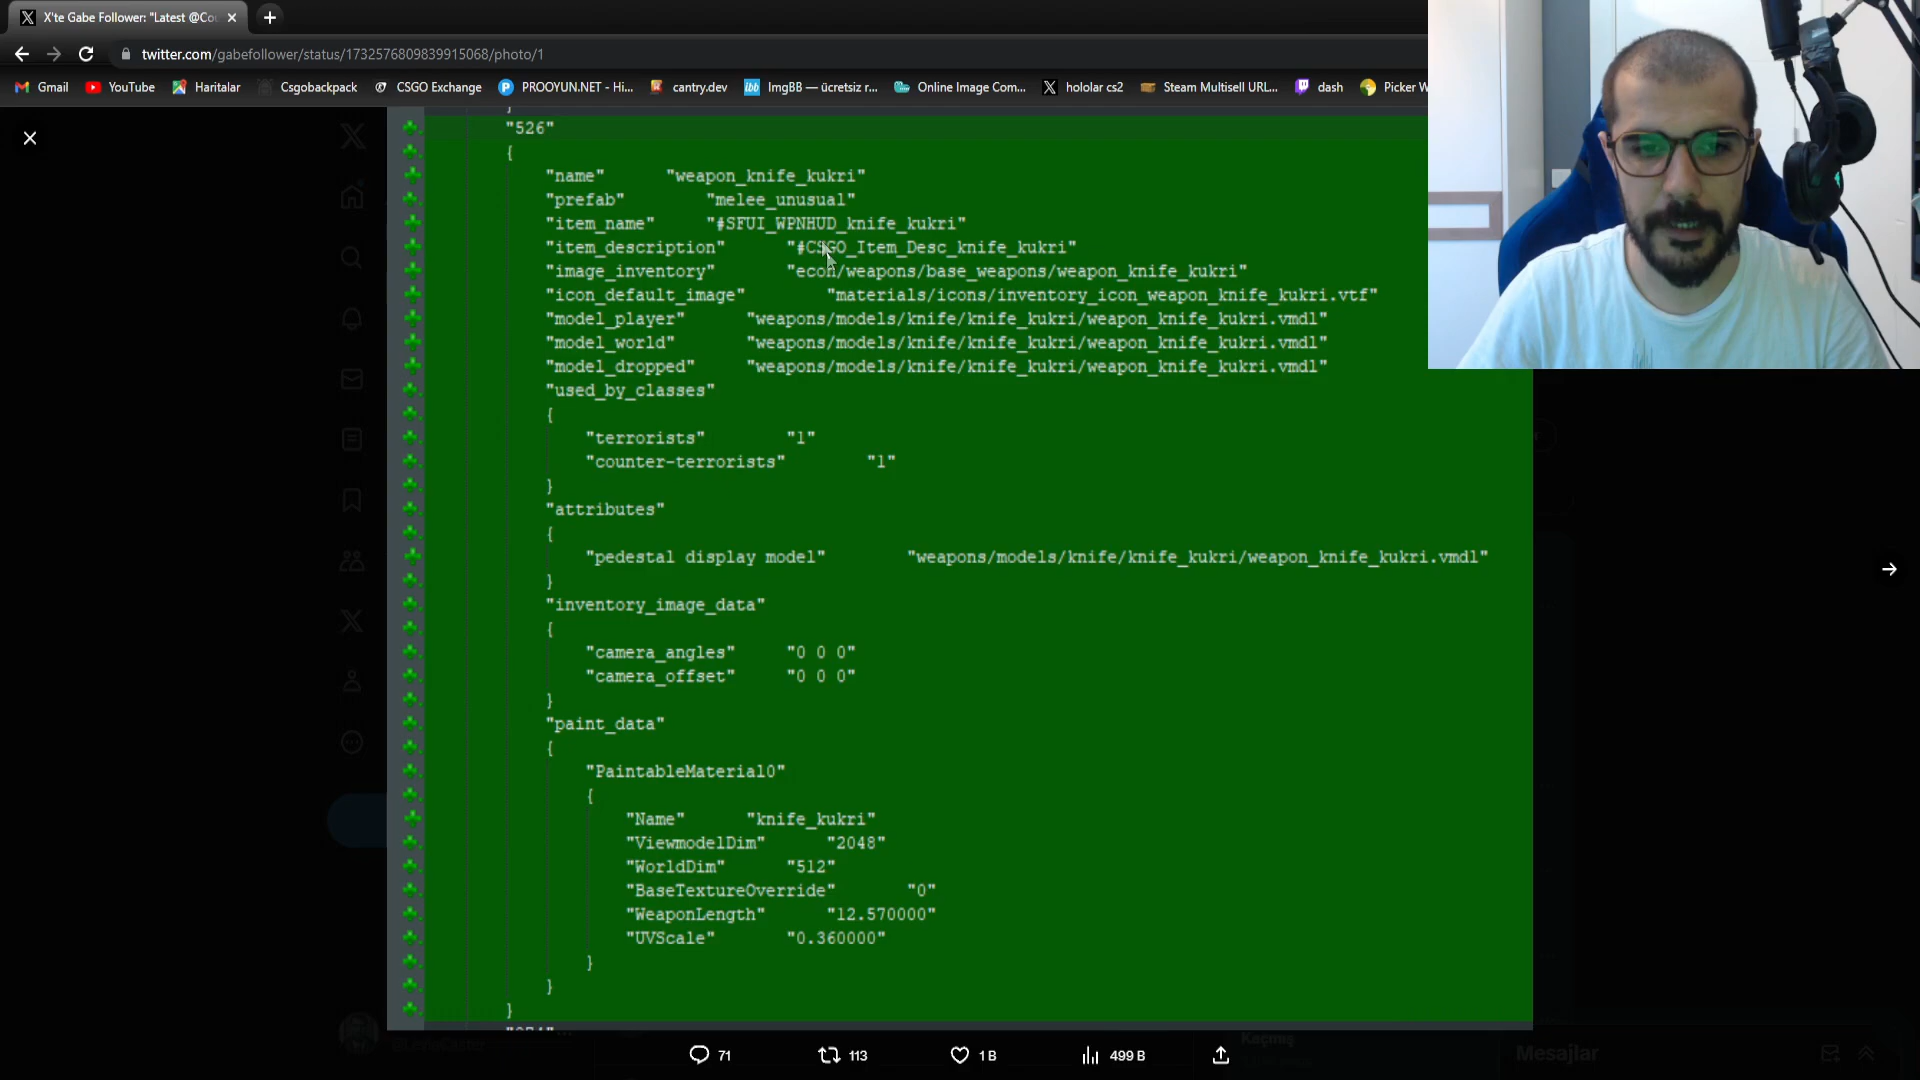 X'te Gabe Follower: "Latest @Co
twitter.com/gabefollower/status/1732576809839915068/photo/1
Gmail
YouTube
Haritalar
Csgobackpack
CSGO Exchange
PROOYUN.NET - Hi...
cantry.dev
ImgBB — ücretsiz r...
Online Image Com...
hololar cs2
Steam Multisell URL...
dash
Picker W
"526"
{
"name" "weapon_knife_kukri"
"prefab" "melee_unusual"
"item_name" "#SFUI_WPNHUD_knife_kukri"
"item_description" "#CSGO_Item_Desc_knife_kukri"
"image_inventory" "econ/weapons/base_weapons/weapon_knife_kukri"
"icon_default_image" "materials/icons/inventory_icon_weapon_knife_kukri.vtf"
"model_player" "weapons/models/knife/knife_kukri/weapon_knife_kukri.vmdl"
"model_world" "weapons/models/knife/knife_kukri/weapon_knife_kukri.vmdl"
"model_dropped" "weapons/models/knife/knife_kukri/weapon_knife_kukri.vmdl"
"used_by_classes"
{
"terrorists" "1"
"counter-terrorists" "1"
}
"attributes"
{
"pedestal display model" "weapons/models/knife/knife_kukri/weapon_knife_kukri.vmdl"
}
"inventory_image_data"
{
"camera_angles" "0 0 0"
"camera_offset" "0 0 0"
}
"paint_data"
{
"PaintableMaterial0"
{
"Name" "knife_kukri"
"ViewmodelDim" "2048"
"WorldDim" "512"
"BaseTextureOverride" "0"
"WeaponLength" "12.570000"
"UVScale" "0.360000"
}
}
}
71
113
1 B
499 B
Kaçmış
Mesajlar